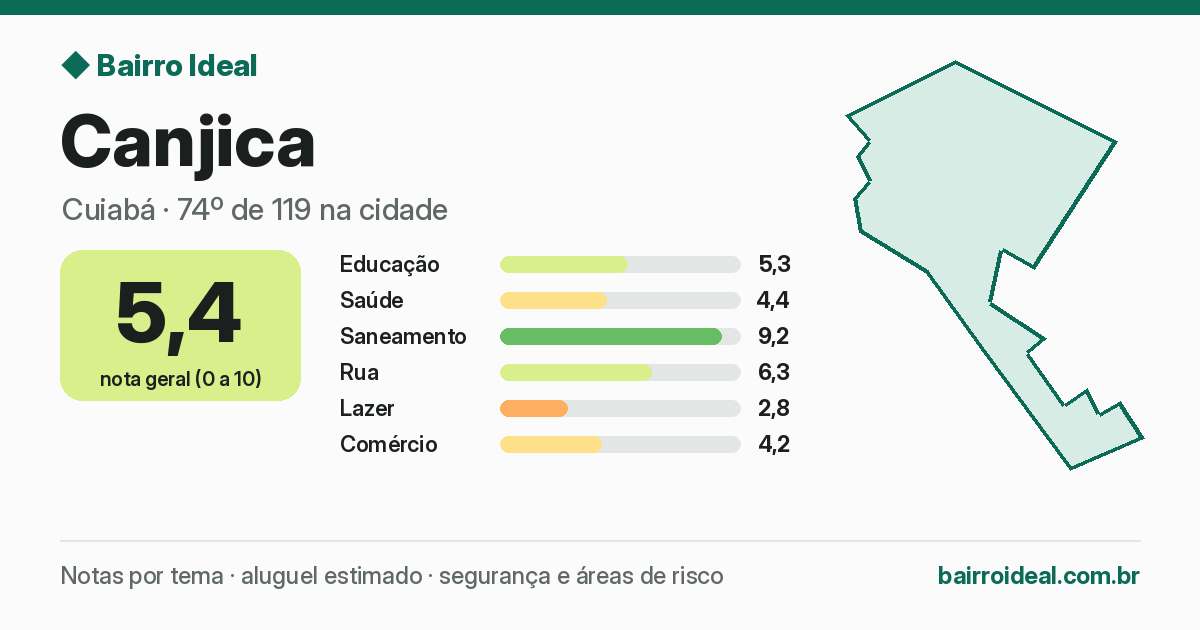 Bairro Ideal
Canjica
Cuiabá · 74º de 119 na cidade
5,4
nota geral (0 a 10)
Educação 5,3
Saúde 4,4
Saneamento 9,2
Rua 6,3
Lazer 2,8
Comércio 4,2
Notas por tema · aluguel estimado · segurança e áreas de risco
bairroideal.com.br